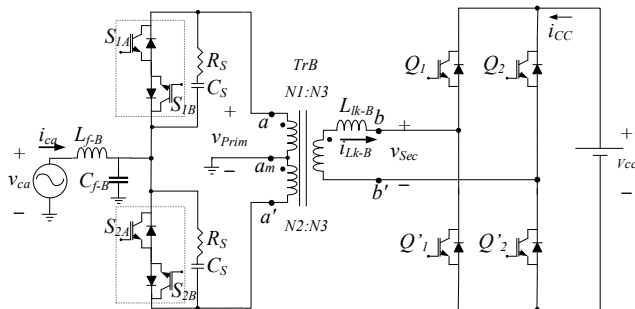 S1A
S1B
RS
CS
TrB
N1:N3
Q1
Q2
iCC
Llk-B
b
+
iLk-B
vSec
−
b'
+
vPrim
−
a
am
a'
ica
Lf-B
+
vca
−
Cf-B
+
Vcc
−
S2A
S2B
RS
CS
N2:N3
Q'1
Q'2